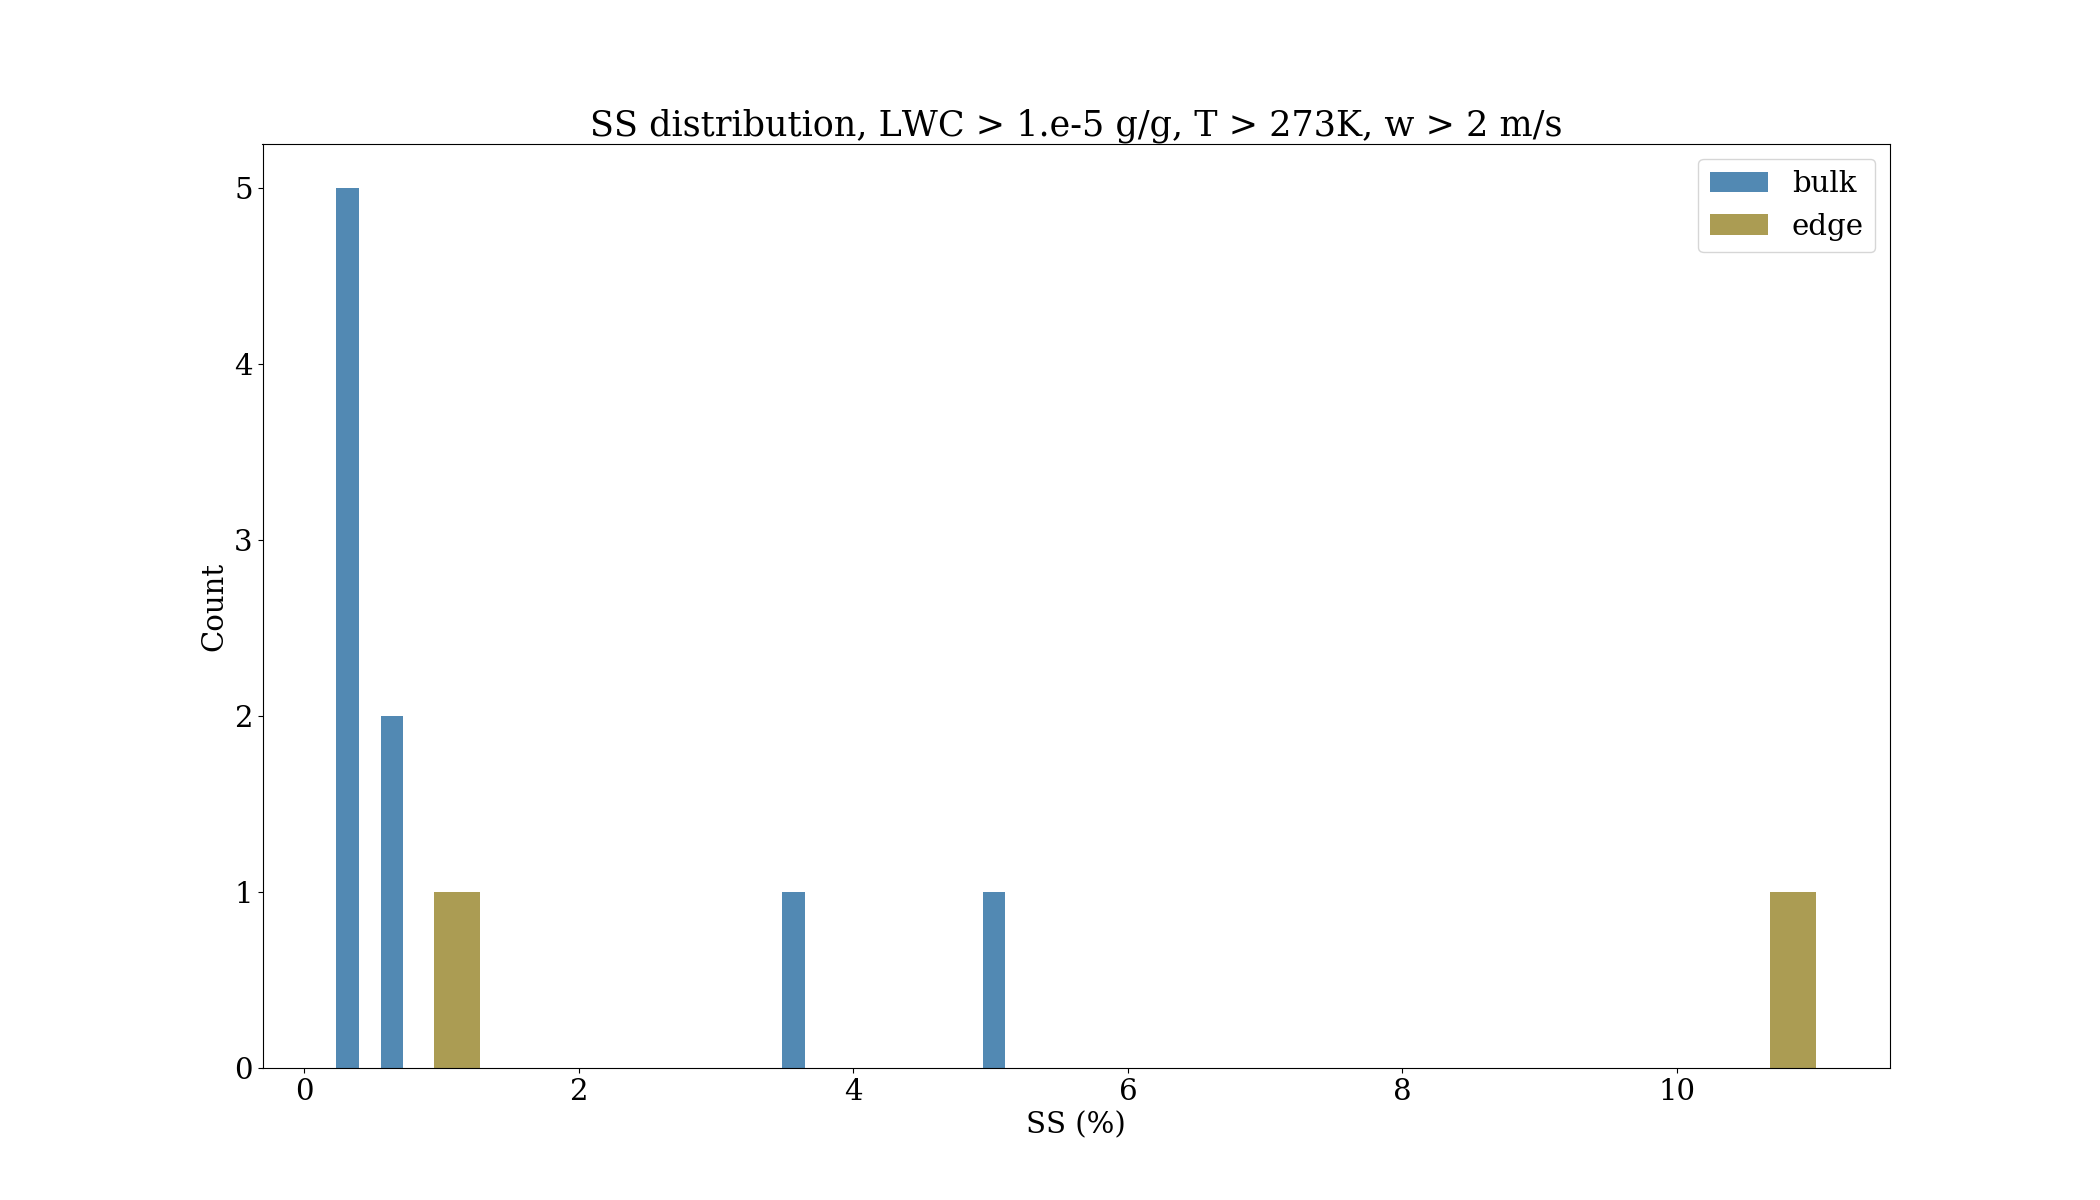 SS distribution, LWC > 1.e-5 g/g, T > 273K, w > 2 m/s
bulk
edge
5
4
3
2
1
0
Count
0 2 4 6 8 10
SS (%)